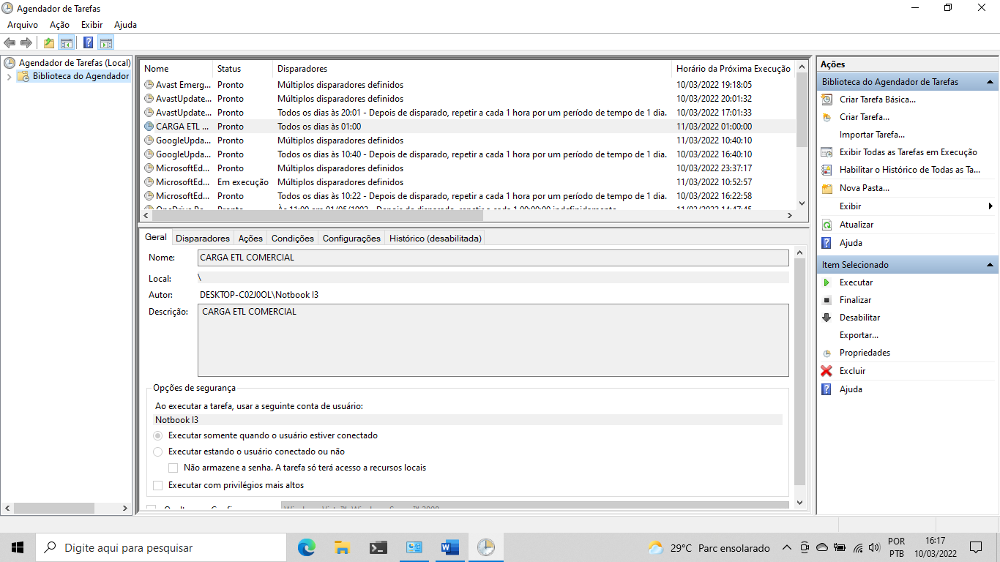 Agendador de Tarefas
Arquivo Ação Exibir Ajuda
Agendador de Tarefas (Local)
Biblioteca do Agendador
Nome Status Disparadores Horário da Próxima Execução
Avast Emerg... Pronto Múltiplos disparadores definidos 10/03/2022 19:18:05
AvastUpdate... Pronto Múltiplos disparadores definidos 10/03/2022 20:01:32
AvastUpdate... Pronto Todos os dias às 20:01 - Depois de disparado, repetir a cada 1 hora por um período de tempo de 1 dia. 10/03/2022 17:01:33
CARGA ETL ... Pronto Todos os dias às 01:00 11/03/2022 01:00:00
GoogleUpda... Pronto Múltiplos disparadores definidos 11/03/2022 10:40:10
GoogleUpda... Pronto Todos os dias às 10:40 - Depois de disparado, repetir a cada 1 hora por um período de tempo de 1 dia. 10/03/2022 16:40:10
MicrosoftEd... Pronto Múltiplos disparadores definidos 10/03/2022 23:37:17
MicrosoftEd... Em execução Múltiplos disparadores definidos 11/03/2022 10:52:57
MicrosoftEd... Pronto Todos os dias às 10:22 - Depois de disparado, repetir a cada 1 hora por um período de tempo de 1 dia. 10/03/2022 16:22:58
Geral Disparadores Ações Condições Configurações Histórico (desabilitada)
Nome: CARGA ETL COMERCIAL
Local: \
Autor: DESKTOP-C02J0OL\Notbook I3
Descrição: CARGA ETL COMERCIAL
Opções de segurança
Ao executar a tarefa, usar a seguinte conta de usuário:
Notbook I3
Executar somente quando o usuário estiver conectado
Executar estando o usuário conectado ou não
Não armazene a senha. A tarefa só terá acesso a recursos locais
Executar com privilégios mais altos
Ações
Biblioteca do Agendador de Tarefas
Criar Tarefa Básica...
Criar Tarefa...
Importar Tarefa...
Exibir Todas as Tarefas em Execução
Habilitar o Histórico de Todas as Ta...
Nova Pasta...
Exibir
Atualizar
Ajuda
Item Selecionado
Executar
Finalizar
Desabilitar
Exportar...
Propriedades
Excluir
Ajuda
Digite aqui para pesquisar
29°C Parc ensolarado
POR
PTB
16:17
10/03/2022